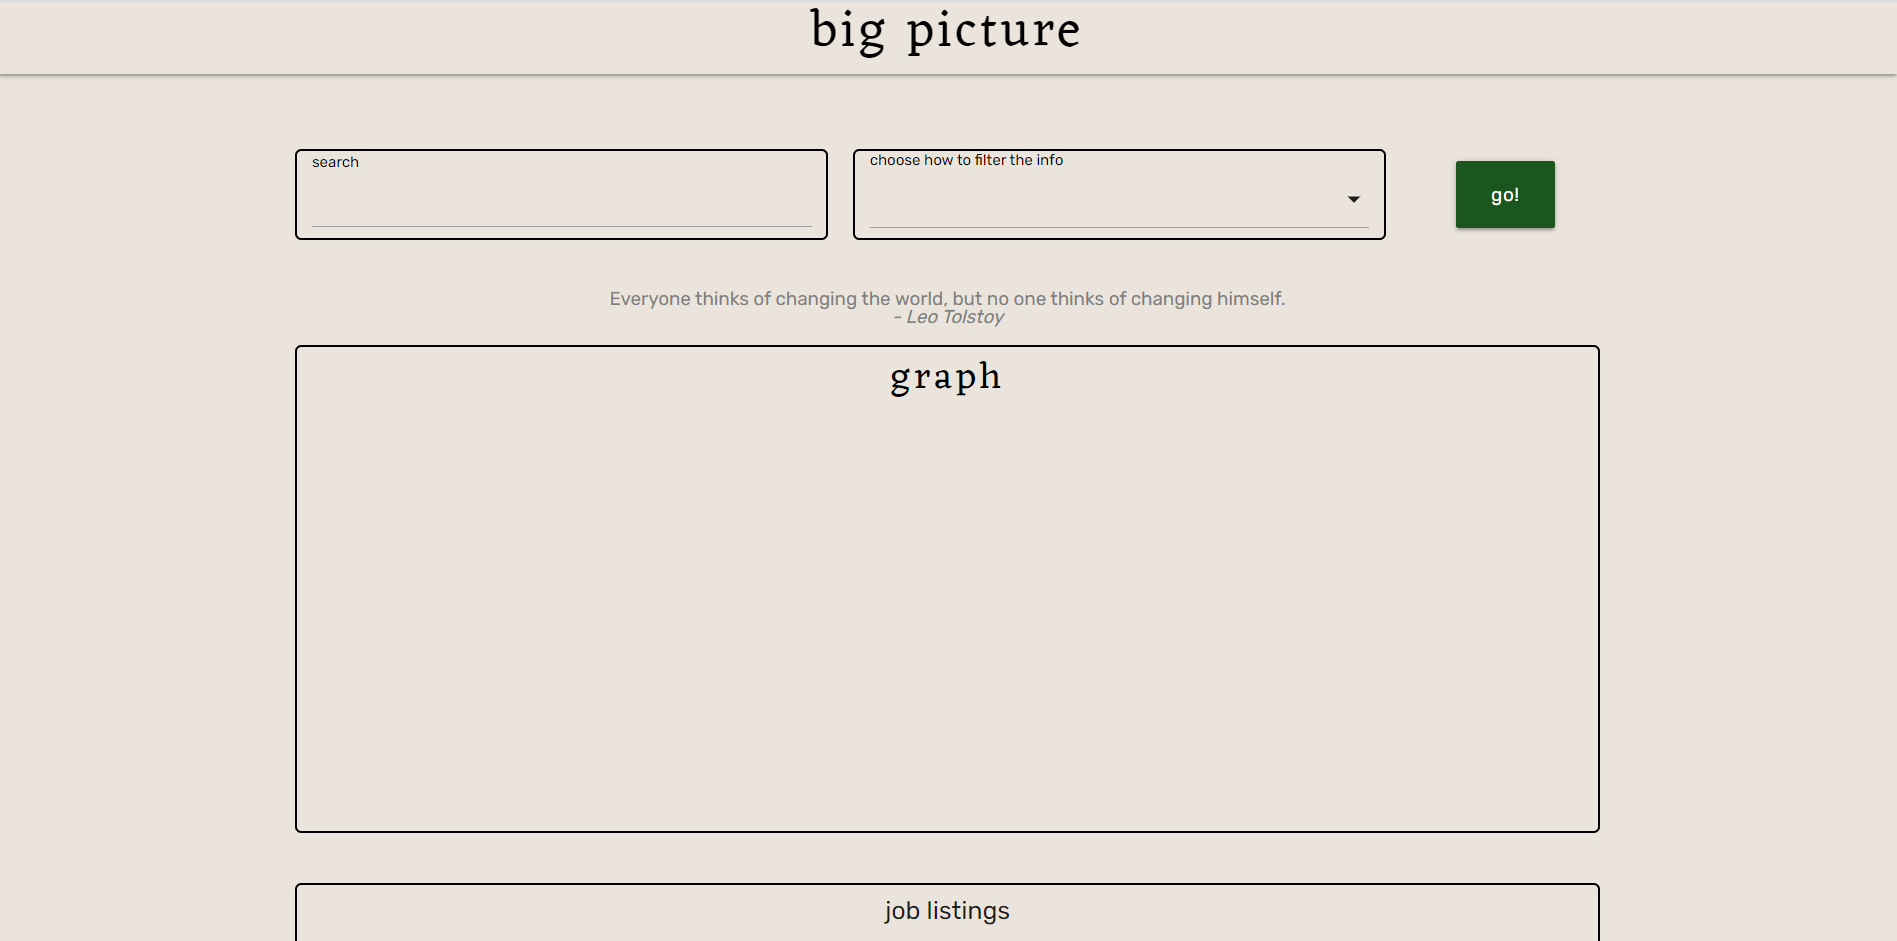 big picture
search
choose how to filter the info
go!
Everyone thinks of changing the world, but no one thinks of changing himself.
- Leo Tolstoy
graph
job listings